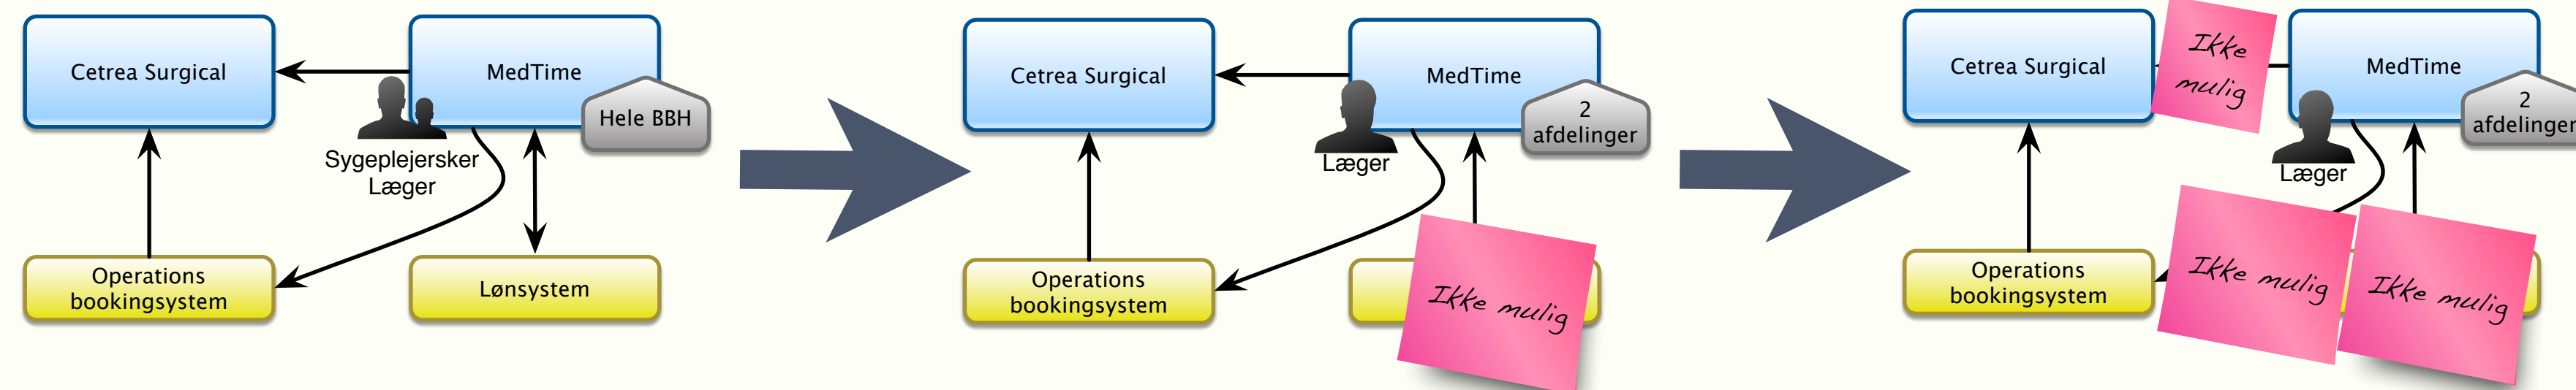 Cetrea Surgical
MedTime
Hele BBH
Sygeplejersker
Læger
Operations
bookingsystem
Lønsystem
Cetrea Surgical
MedTime
2
afdelinger
Læger
Operations
bookingsystem
Ikke mulig
Cetrea Surgical
Ikke
mulig
MedTime
2
afdelinger
Læger
Operations
bookingsystem
Ikke mulig
Ikke mulig